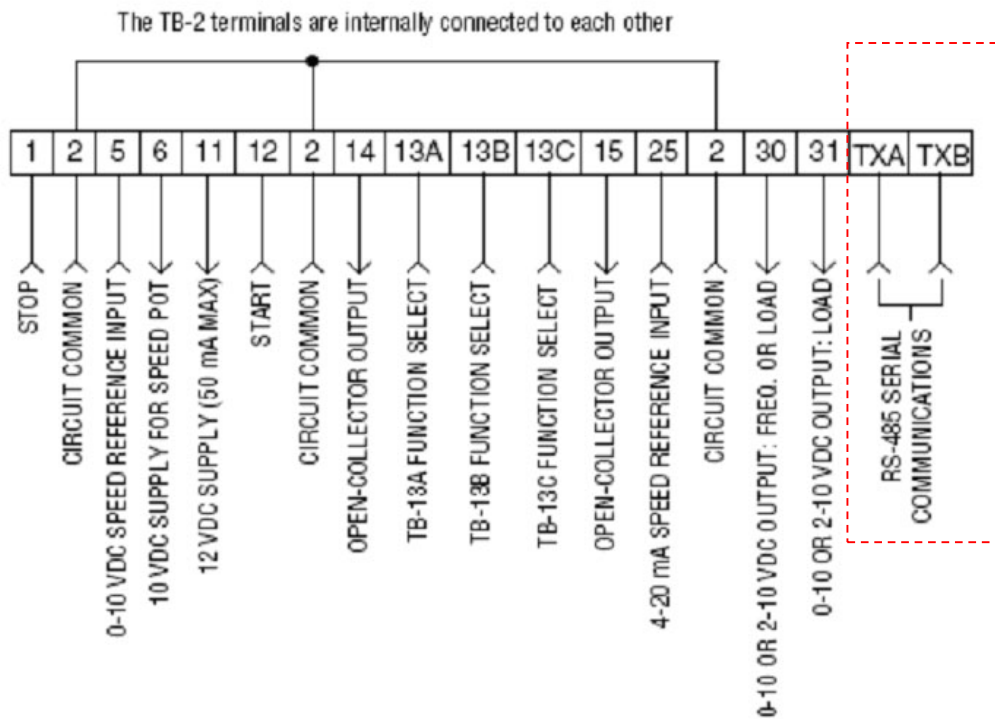 The TB-2 terminals are internally connected to each other
1 2 5 6 11 12 2 14 13A 13B 13C 15 25 2 30 31 TXA TXB
STOP
CIRCUIT COMMON
0-10 VDC SPEED REFERENCE INPUT
10 VDC SUPPLY FOR SPEED POT
12 VDC SUPPLY (50 mA MAX)
START
CIRCUIT COMMON
OPEN-COLLECTOR OUTPUT
TB-13A FUNCTION SELECT
TB-13B FUNCTION SELECT
TB-13C FUNCTION SELECT
OPEN-COLLECTOR OUTPUT
4-20 mA SPEED REFERENCE INPUT
CIRCUIT COMMON
0-10 OR 2-10 VDC OUTPUT: FREQ. OR LOAD
0-10 OR 2-10 VDC OUTPUT: LOAD
RS-485 SERIAL
COMMUNICATIONS